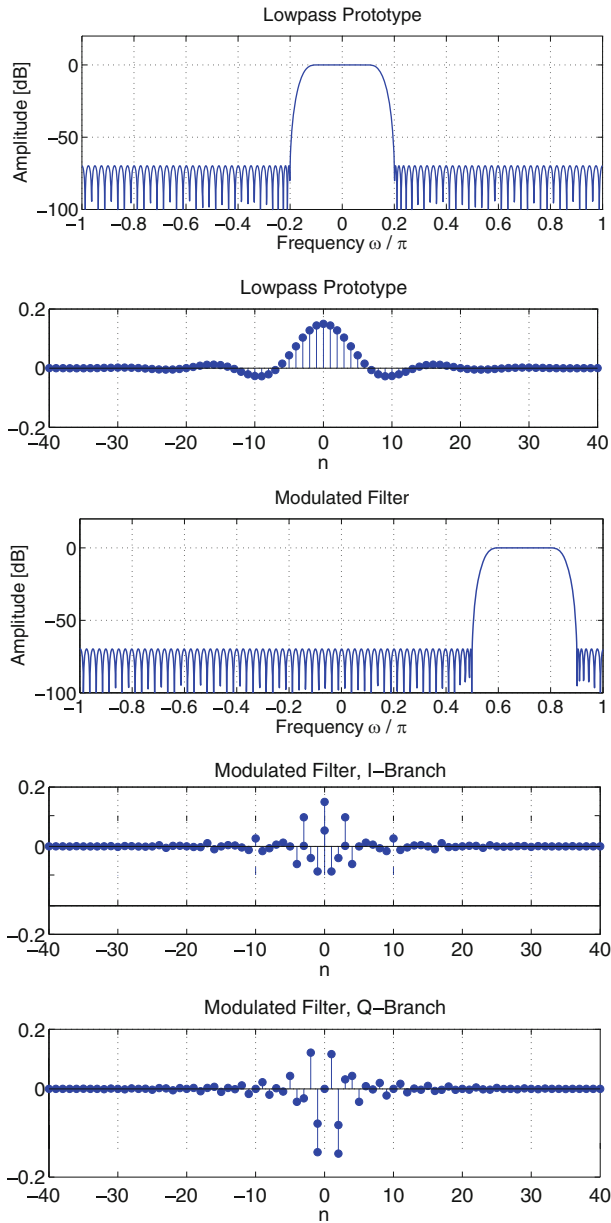 Lowpass Prototype
0
−50
−100
Amplitude [dB]
−1 −0.8 −0.6 −0.4 −0.2 0 0.2 0.4 0.6 0.8 1
Frequency ω / π
Lowpass Prototype
0.2
0
−0.2
−40 −30 −20 −10 0 10 20 30 40
n
Modulated Filter
0
−50
−100
Amplitude [dB]
−1 −0.8 −0.6 −0.4 −0.2 0 0.2 0.4 0.6 0.8 1
Frequency ω / π
Modulated Filter, I−Branch
0.2
0
−0.2
−40 −30 −20 −10 0 10 20 30 40
n
Modulated Filter, Q−Branch
0.2
0
−0.2
−40 −30 −20 −10 0 10 20 30 40
n